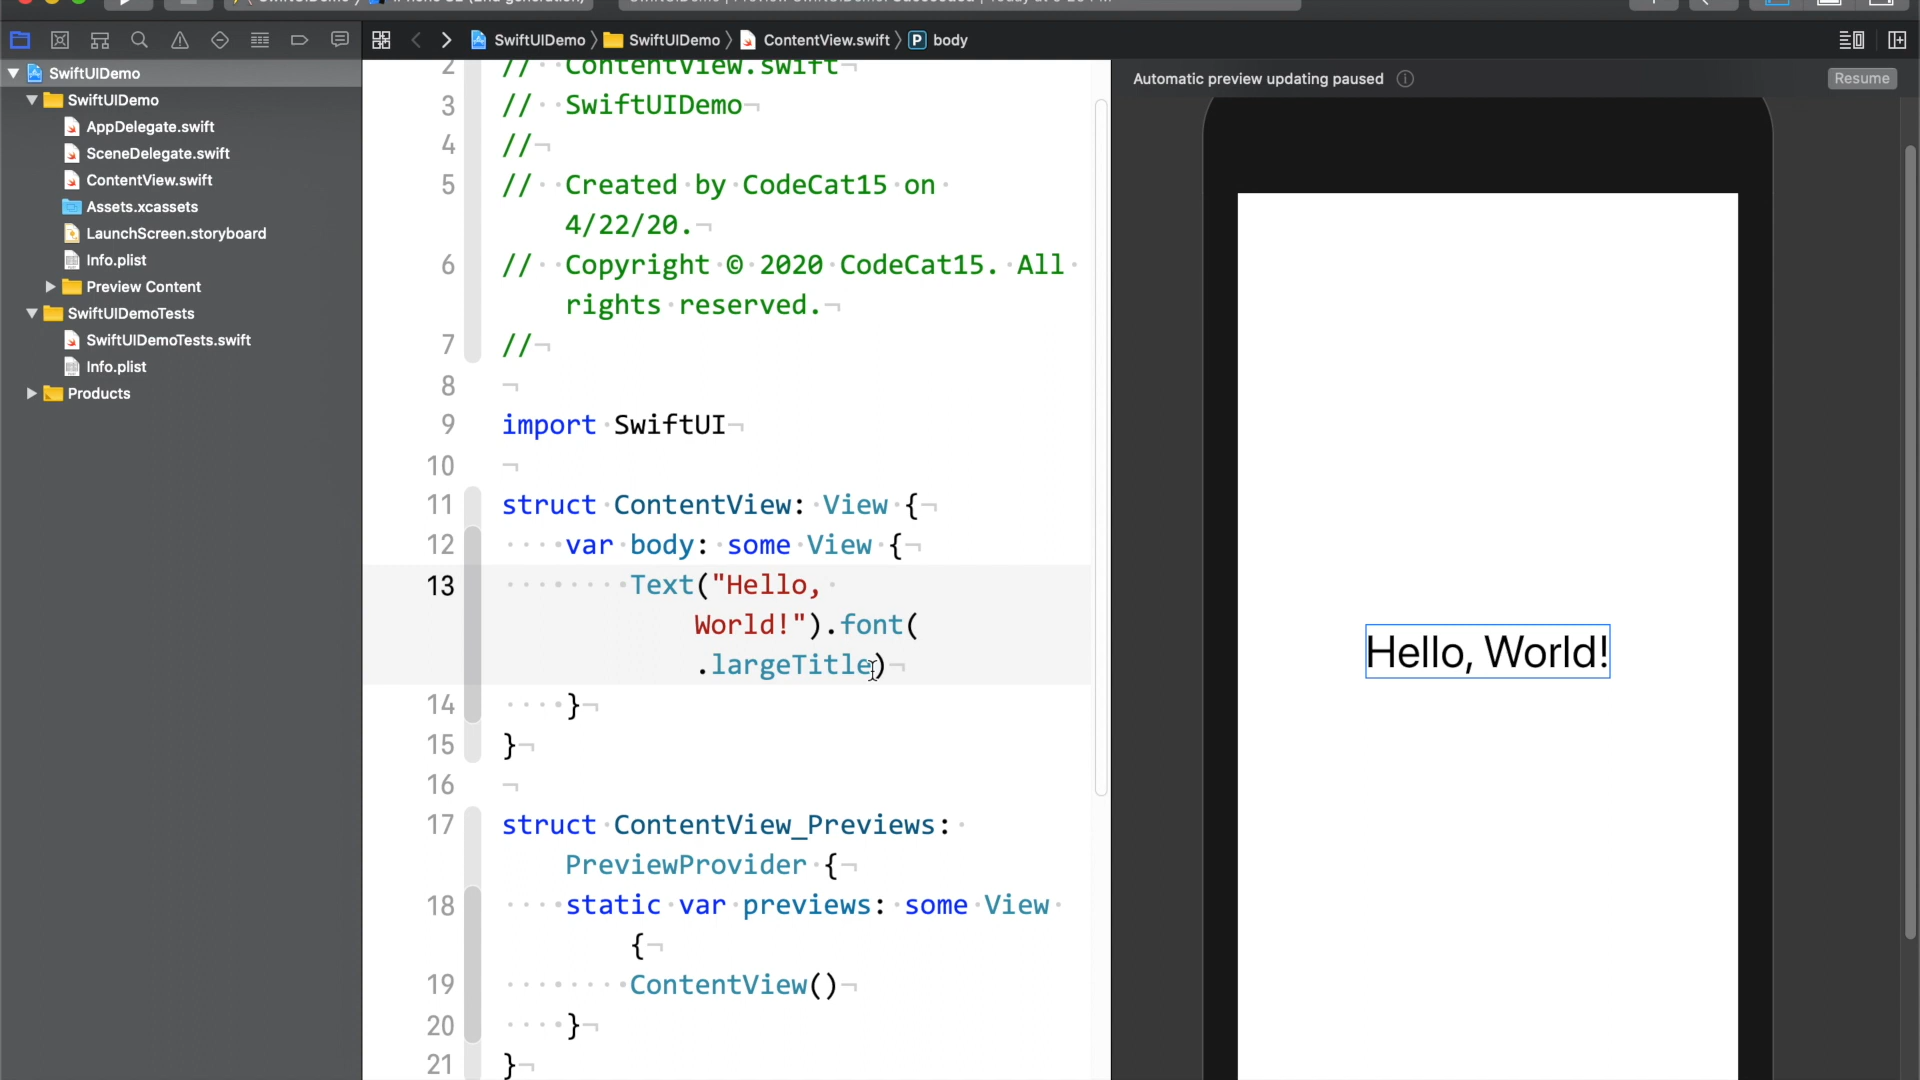 SwiftUIDemo
SwiftUIDemo
ContentView.swift
P
body
Automatic preview updating paused
Resume
SwiftUIDemo
SwiftUIDemo
AppDelegate.swift
SceneDelegate.swift
ContentView.swift
Assets.xcassets
LaunchScreen.storyboard
Info.plist
Preview Content
SwiftUIDemoTests
SwiftUIDemoTests.swift
Info.plist
Products
2 // ContentView.swift
3 // SwiftUIDemo
4 //
5 // Created by CodeCat15 on
4/22/20.
6 // Copyright © 2020 CodeCat15. All
rights reserved.
7 //
8
9 import SwiftUI
10
11 struct ContentView: View {
12 var body: some View {
13 Text("Hello,
World!").font(
.largeTitle)
14 }
15 }
16
17 struct ContentView_Previews:
PreviewProvider {
18 static var previews: some View
{
19 ContentView()
20 }
21 }
Hello, World!